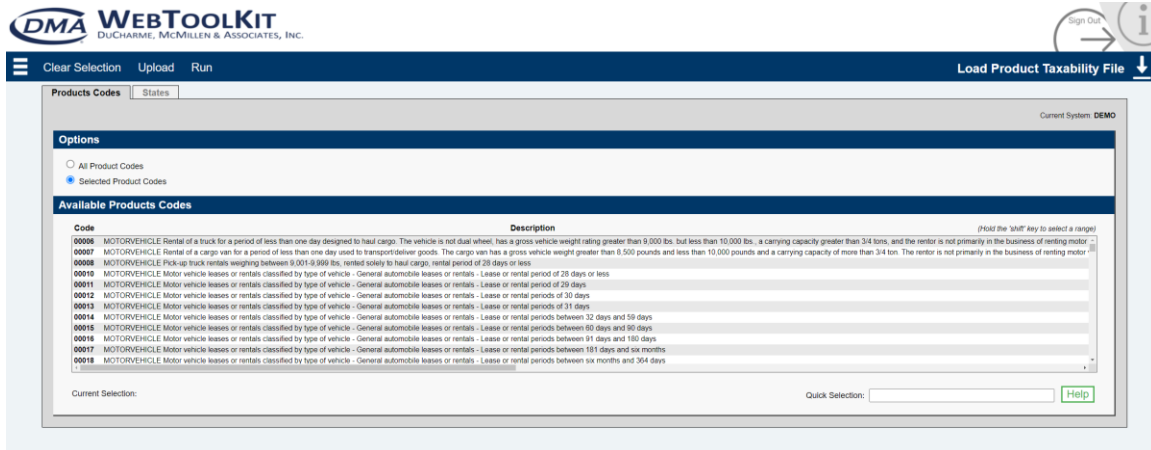 DMA WEBTOOLKIT
DUCHARME, MCMILLEN & ASSOCIATES, INC.
Sign Out
i
Clear Selection Upload Run Load Product Taxability File
Products Codes States
Current System: DEMO
Options
All Product Codes
Selected Product Codes
Available Products Codes
Code Description (Hold the 'shift' key to select a range)
00006 MOTORVEHICLE Rental of a truck for a period of less than one day designed to haul cargo. The vehicle is not dual wheel, has a gross vehicle weight rating greater than 9,000 lbs. but less than 10,000 lbs., a carrying capacity greater than 3/4 tons, and the rentor is not primarily in the business of renting motor
00007 MOTORVEHICLE Rental of a cargo van for a period of less than one day used to transport/deliver goods. The cargo van has a gross vehicle weight greater than 8,500 pounds and less than 10,000 pounds and a carrying capacity of more than 3/4 ton. The rentor is not primarily in the business of renting motor
00008 MOTORVEHICLE Pick-up truck rentals weighing between 9,001-9,999 lbs, rented solely to haul cargo, rental period of 28 days or less
00010 MOTORVEHICLE Motor vehicle leases or rentals classified by type of vehicle - General automobile leases or rentals - Lease or rental period of 28 days or less
00011 MOTORVEHICLE Motor vehicle leases or rentals classified by type of vehicle - General automobile leases or rentals - Lease or rental period of 29 days
00012 MOTORVEHICLE Motor vehicle leases or rentals classified by type of vehicle - General automobile leases or rentals - Lease or rental periods of 30 days
00013 MOTORVEHICLE Motor vehicle leases or rentals classified by type of vehicle - General automobile leases or rentals - Lease or rental periods of 31 days
00014 MOTORVEHICLE Motor vehicle leases or rentals classified by type of vehicle - General automobile leases or rentals - Lease or rental periods between 32 days and 59 days
00015 MOTORVEHICLE Motor vehicle leases or rentals classified by type of vehicle - General automobile leases or rentals - Lease or rental periods between 60 days and 90 days
00016 MOTORVEHICLE Motor vehicle leases or rentals classified by type of vehicle - General automobile leases or rentals - Lease or rental periods between 91 days and 180 days
00017 MOTORVEHICLE Motor vehicle leases or rentals classified by type of vehicle - General automobile leases or rentals - Lease or rental periods between 181 days and six months
00018 MOTORVEHICLE Motor vehicle leases or rentals classified by type of vehicle - General automobile leases or rentals - Lease or rental periods between six months and 364 days
Current Selection: Quick Selection: Help